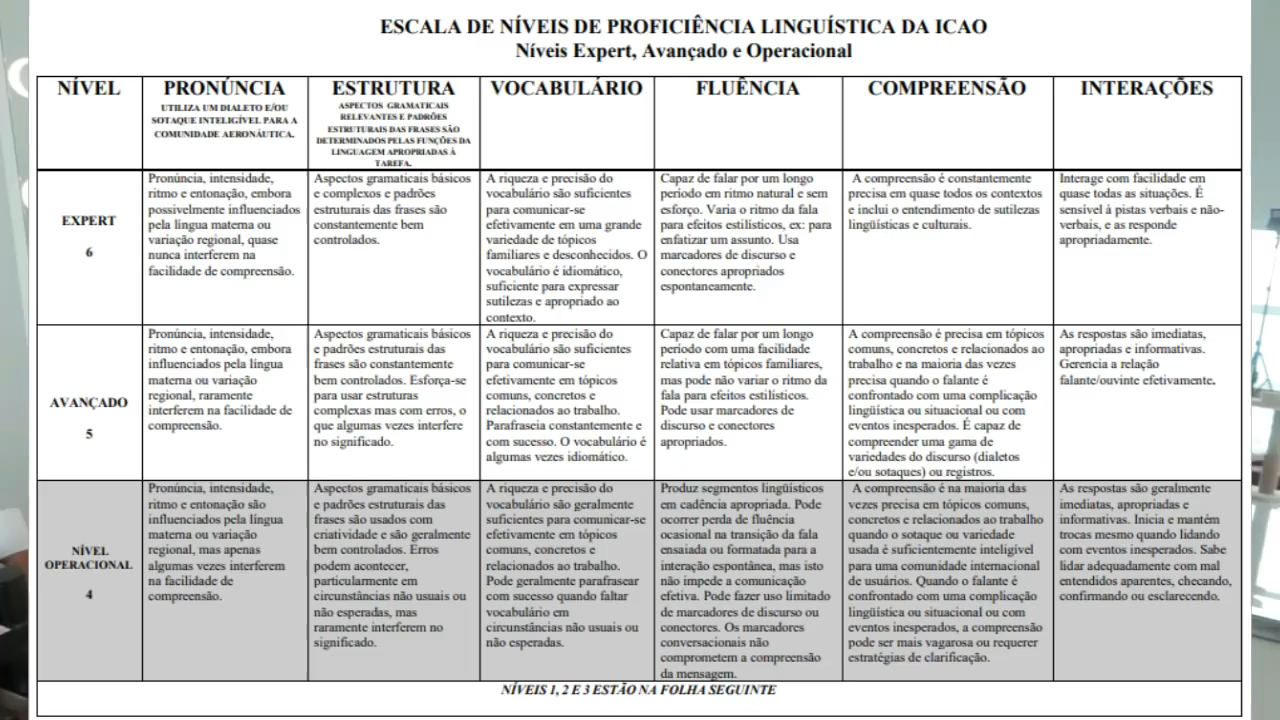 ESCALA DE NÍVEIS DE PROFICIÊNCIA LINGUÍSTICA DA ICAO
Níveis Expert, Avançado e Operacional
NÍVEL
PRONÚNCIA
UTILIZA UM DIALETO E/OU
SOTAQUE INTELIGÍVEL PARA A
COMUNIDADE AERONÁUTICA.
ESTRUTURA
ASPECTOS GRAMATICAIS
RELEVANTES E PADRÕES
ESTRUTURAIS DAS FRASES SÃO
DETERMINADOS PELAS FUNÇÕES DA
LINGUAGEM APROPRIADAS À
TAREFA.
VOCABULÁRIO
FLUÊNCIA
COMPREENSÃO
INTERAÇÕES
EXPERT
6
Pronúncia, intensidade,
ritmo e entonação, embora
possivelmente influenciados
pela língua materna ou
variação regional, quase
nunca interferem na
facilidade de compreensão.
Aspectos gramaticais básicos
e complexos e padrões
estruturais das frases são
constantemente bem
controlados.
A riqueza e precisão do
vocabulário são suficientes
para comunicar-se
efetivamente em uma grande
variedade de tópicos
familiares e desconhecidos. O
vocabulário é idiomático,
suficiente para expressar
sutilezas e apropriado ao
contexto.
Capaz de falar por um longo
período em ritmo natural e sem
esforço. Varia o ritmo da fala
para efeitos estilísticos, ex: para
enfatizar um assunto. Usa
marcadores de discurso e
conectores apropriados
espontaneamente.
A compreensão é constantemente
precisa em quase todos os contextos
e inclui o entendimento de sutilezas
lingüísticas e culturais.
Interage com facilidade em
quase todas as situações. É
sensível à pistas verbais e não-
verbais, e as responde
apropriadamente.
AVANÇADO
5
Pronúncia, intensidade,
ritmo e entonação, embora
influenciados pela língua
materna ou variação
regional, raramente
interferem na facilidade de
compreensão.
Aspectos gramaticais básicos
e padrões estruturais das
frases são constantemente
bem controlados. Esforça-se
para usar estruturas
complexas mas com erros, o
que algumas vezes interfere
no significado.
A riqueza e precisão do
vocabulário são suficientes
para comunicar-se
efetivamente em tópicos
comuns, concretos e
relacionados ao trabalho.
Parafraseia constantemente e
com sucesso. O vocabulário é
algumas vezes idiomático.
Capaz de falar por um longo
período com uma facilidade
relativa em tópicos familiares,
mas pode não variar o ritmo da
fala para efeitos estilísticos.
Pode usar marcadores de
discurso e conectores
apropriados.
A compreensão é precisa em tópicos
comuns, concretos e relacionados ao
trabalho e na maioria das vezes
precisa quando o falante é
confrontado com uma complicação
lingüística ou situacional ou com
eventos inesperados. É capaz de
compreender uma gama de
variedades do discurso (dialetos
e/ou sotaques) ou registros.
As respostas são imediatas,
apropriadas e informativas.
Gerencia a relação
falante/ouvinte efetivamente.
NÍVEL
OPERACIONAL
4
Pronúncia, intensidade,
ritmo e entonação são
influenciados pela língua
materna ou variação
regional, mas apenas
algumas vezes interferem
na facilidade de
compreensão.
Aspectos gramaticais básicos
e padrões estruturais das
frases são usados com
criatividade e são geralmente
bem controlados. Erros
podem acontecer,
particularmente em
circunstâncias não usuais ou
não esperadas, mas
raramente interferem no
significado.
A riqueza e precisão do
vocabulário são geralmente
suficientes para comunicar-se
efetivamente em tópicos
comuns, concretos e
relacionados ao trabalho.
Pode geralmente parafrasear
com sucesso quando faltar
vocabulário em
circunstâncias não usuais ou
não esperadas.
Produz segmentos lingüísticos
em cadência apropriada. Pode
ocorrer perda de fluência
ocasional na transição da fala
ensaiada ou formatada para a
interação espontânea, mas isto
não impede a comunicação
efetiva. Pode fazer uso limitado
de marcadores de discurso ou
conectores. Os marcadores
conversacionais não
comprometem a compreensão
da mensagem.
A compreensão é na maioria das
vezes precisa em tópicos comuns,
concretos e relacionados ao trabalho
quando o sotaque ou variedade
usada é suficientemente inteligível
para uma comunidade internacional
de usuários. Quando o falante é
confrontado com uma complicação
lingüística ou situacional ou com
eventos inesperados, a compreensão
pode ser mais vagarosa ou requerer
estratégias de clarificação.
As respostas são geralmente
imediatas, apropriadas e
informativas. Inicia e mantém
trocas mesmo quando lidando
com eventos inesperados. Sabe
lidar adequadamente com mal
entendidos aparentes, checando,
confirmando ou esclarecendo.
NÍVEIS 1, 2 E 3 ESTÃO NA FOLHA SEGUINTE